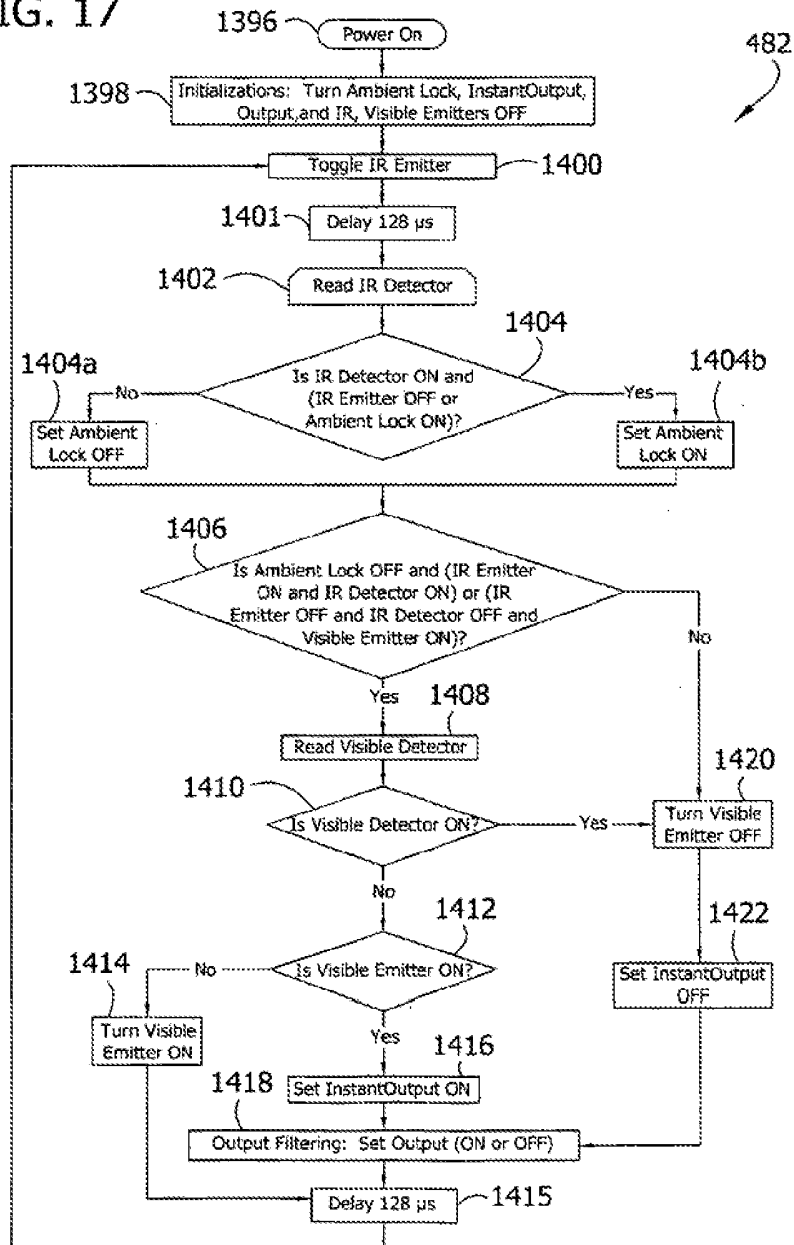 IG. 17
1396
Power On
482
1398
Initializations: Turn Ambient Lock, InstantOutput,
Output,and IR, Visible Emitters OFF
Toggle IR Emitter
1400
1401
Delay 128 µs
1402
Read IR Detector
1404
1404a
1404b
No
Is IR Detector ON and
(IR Emitter OFF or
Ambient Lock ON)?
Yes
Set Ambient
Lock OFF
Set Ambient
Lock ON
1406
Is Ambient Lock OFF and (IR Emitter
ON and IR Detector ON) or (IR
Emitter OFF and IR Detector OFF and
Visible Emitter ON)?
No
Yes
1408
Read Visible Detector
1410
1420
Is Visible Detector ON?
Yes
Turn Visible
Emitter OFF
No
1412
1422
1414
No
Is Visible Emitter ON?
Set InstantOutput
OFF
Turn Visible
Emitter ON
Yes
1416
Set InstantOutput ON
1418
Output Filtering: Set Output (ON or OFF)
Delay 128 µs
1415